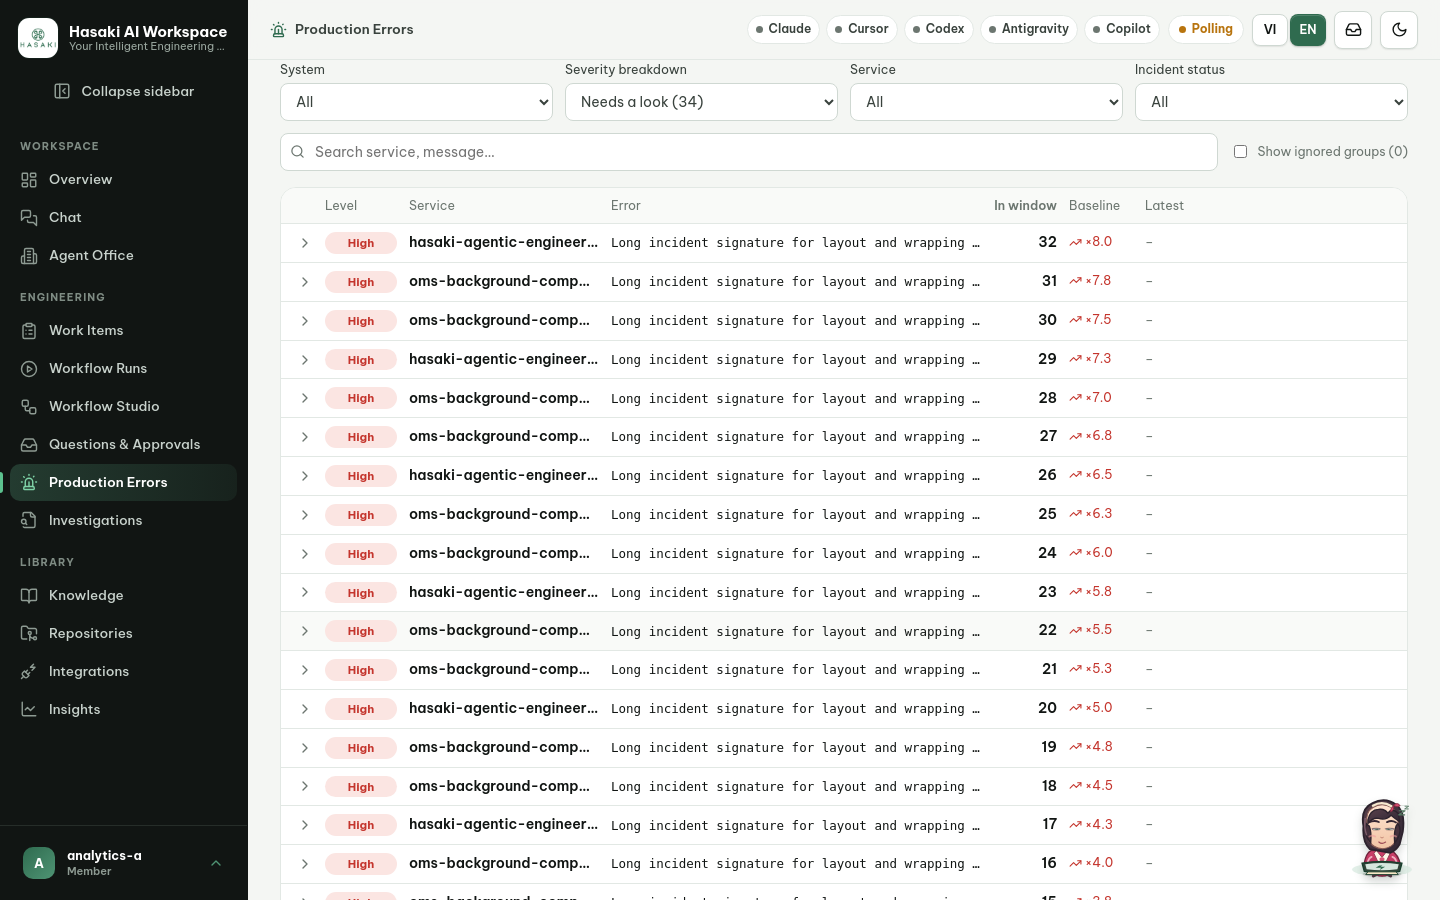 HASAKI
Hasaki AI Workspace
Your Intelligent Engineering ...
Collapse sidebar
WORKSPACE
Overview
Chat
Agent Office
ENGINEERING
Work Items
Workflow Runs
Workflow Studio
Questions & Approvals
Production Errors
Investigations
LIBRARY
Knowledge
Repositories
Integrations
Insights
A
analytics-a
Member
Production Errors
Claude Cursor Codex Antigravity Copilot Polling VI EN
System Severity breakdown Service Incident status
All Needs a look (34) All All
Search service, message... Show ignored groups (0)
Level Service Error In window Baseline Latest
High hasaki-agentic-engineer... Long incident signature for layout and wrapping … 32 ×8.0 –
High oms-background-comp... Long incident signature for layout and wrapping … 31 ×7.8 –
High oms-background-comp... Long incident signature for layout and wrapping … 30 ×7.5 –
High hasaki-agentic-engineer... Long incident signature for layout and wrapping … 29 ×7.3 –
High oms-background-comp... Long incident signature for layout and wrapping … 28 ×7.0 –
High oms-background-comp... Long incident signature for layout and wrapping … 27 ×6.8 –
High hasaki-agentic-engineer... Long incident signature for layout and wrapping … 26 ×6.5 –
High oms-background-comp... Long incident signature for layout and wrapping … 25 ×6.3 –
High oms-background-comp... Long incident signature for layout and wrapping … 24 ×6.0 –
High hasaki-agentic-engineer... Long incident signature for layout and wrapping … 23 ×5.8 –
High oms-background-comp... Long incident signature for layout and wrapping … 22 ×5.5 –
High oms-background-comp... Long incident signature for layout and wrapping … 21 ×5.3 –
High hasaki-agentic-engineer... Long incident signature for layout and wrapping … 20 ×5.0 –
High oms-background-comp... Long incident signature for layout and wrapping … 19 ×4.8 –
High oms-background-comp... Long incident signature for layout and wrapping … 18 ×4.5 –
High hasaki-agentic-engineer... Long incident signature for layout and wrapping … 17 ×4.3 –
High oms-background-comp... Long incident signature for layout and wrapping … 16 ×4.0 –